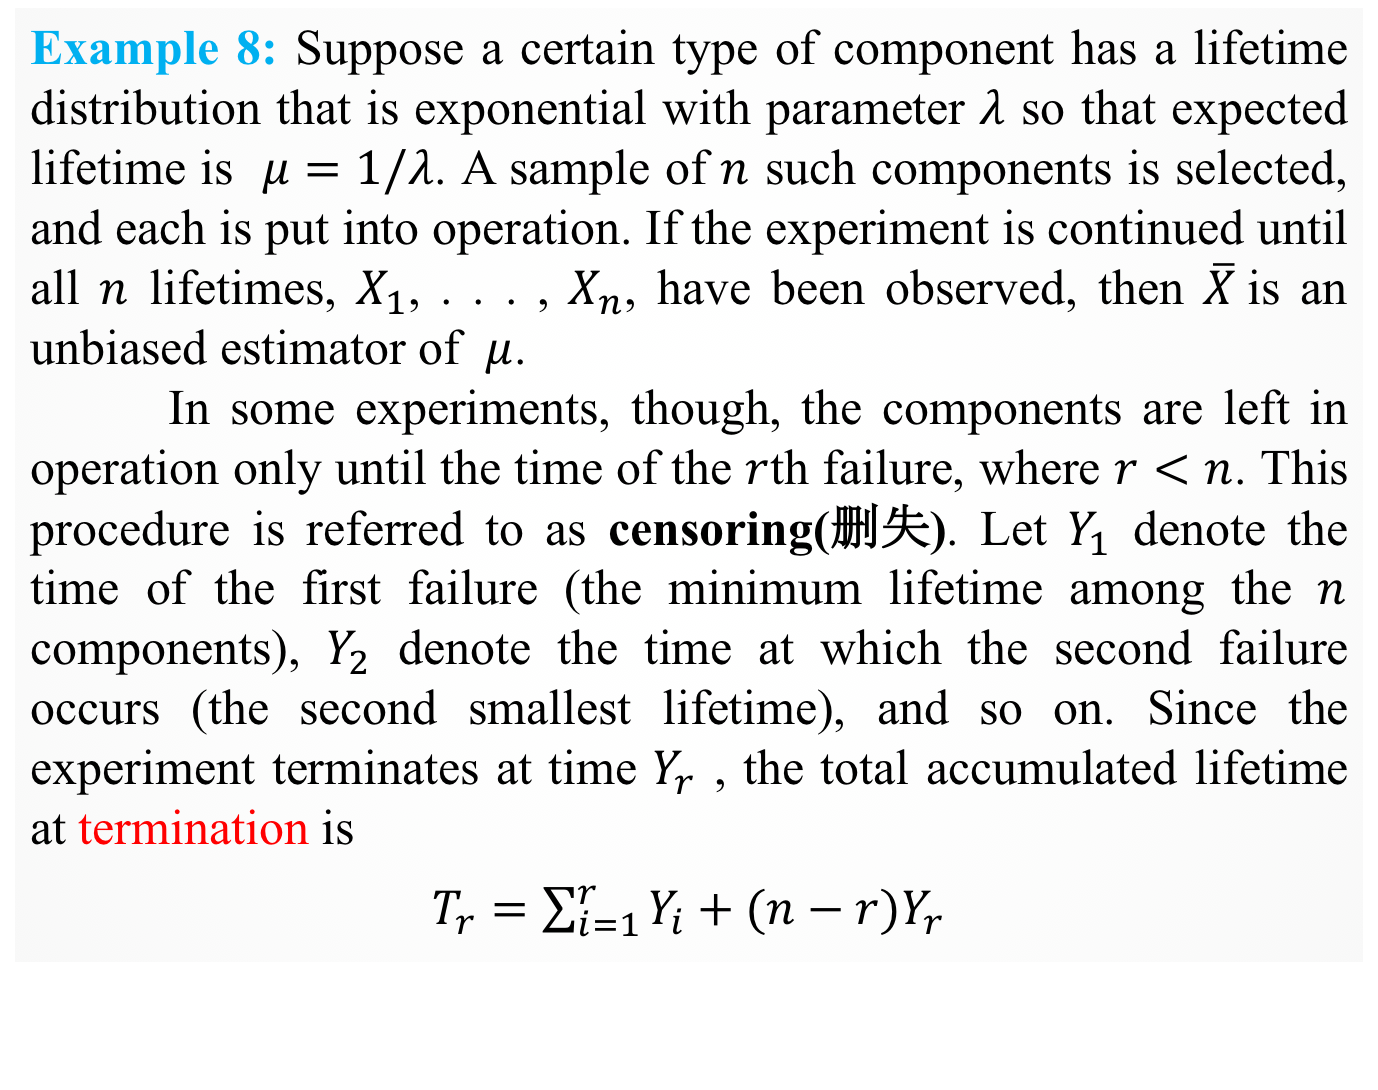 Example 8: Suppose a certain type of component has a lifetime
distribution that is exponential with parameter λ so that expected
lifetime is μ = 1/λ. A sample of n such components is selected,
and each is put into operation. If the experiment is continued until
all n lifetimes, X₁, . . . , Xₙ, have been observed, then X̄ is an
unbiased estimator of μ.
In some experiments, though, the components are left in
operation only until the time of the rth failure, where r < n. This
procedure is referred to as censoring(删失). Let Y₁ denote the
time of the first failure (the minimum lifetime among the n
components), Y₂ denote the time at which the second failure
occurs (the second smallest lifetime), and so on. Since the
experiment terminates at time Yᵣ , the total accumulated lifetime
at termination is
Tᵣ = ∑ᵢ₌₁ʳ Yᵢ + (n − r)Yᵣ